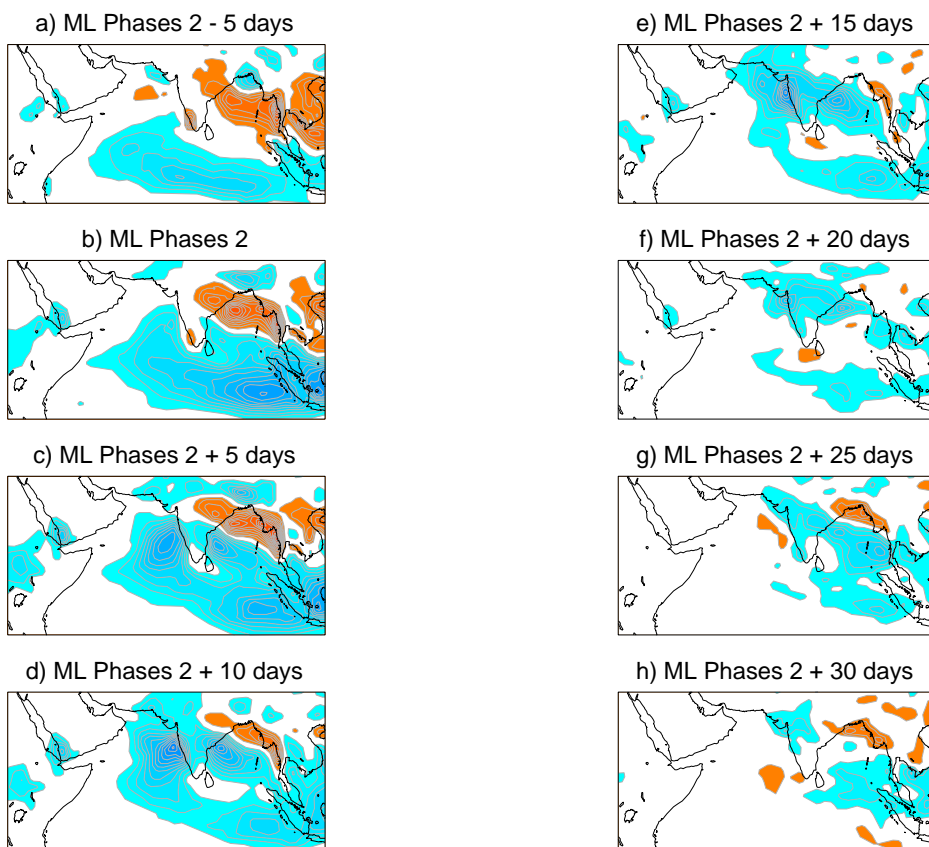 a) ML Phases 2 - 5 days
b) ML Phases 2
c) ML Phases 2 + 5 days
d) ML Phases 2 + 10 days
e) ML Phases 2 + 15 days
f) ML Phases 2 + 20 days
g) ML Phases 2 + 25 days
h) ML Phases 2 + 30 days